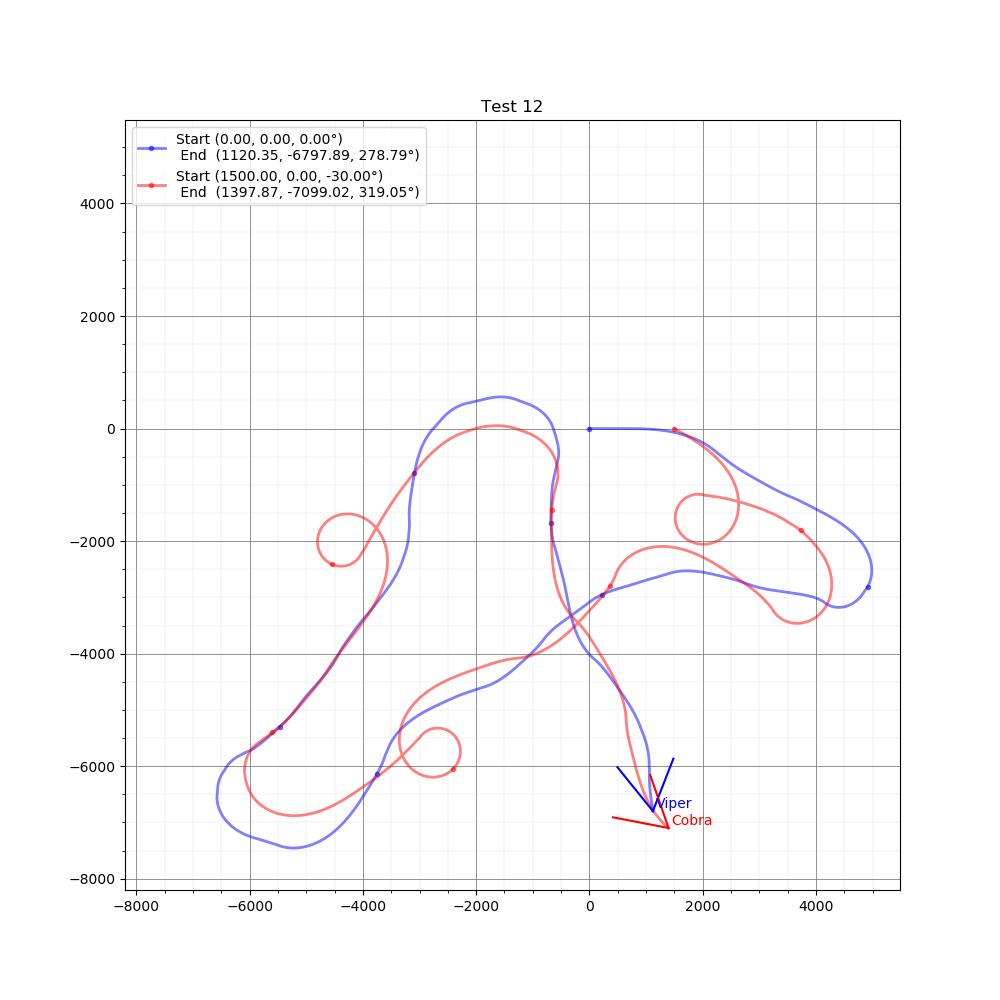 Test 12
Start (0.00, 0.00, 0.00°)
End (1120.35, -6797.89, 278.79°)
Start (1500.00, 0.00, -30.00°)
End (1397.87, -7099.02, 319.05°)
4000
2000
0
−2000
−4000
−6000
−8000
Viper
Cobra
−8000 −6000 −4000 −2000 0 2000 4000